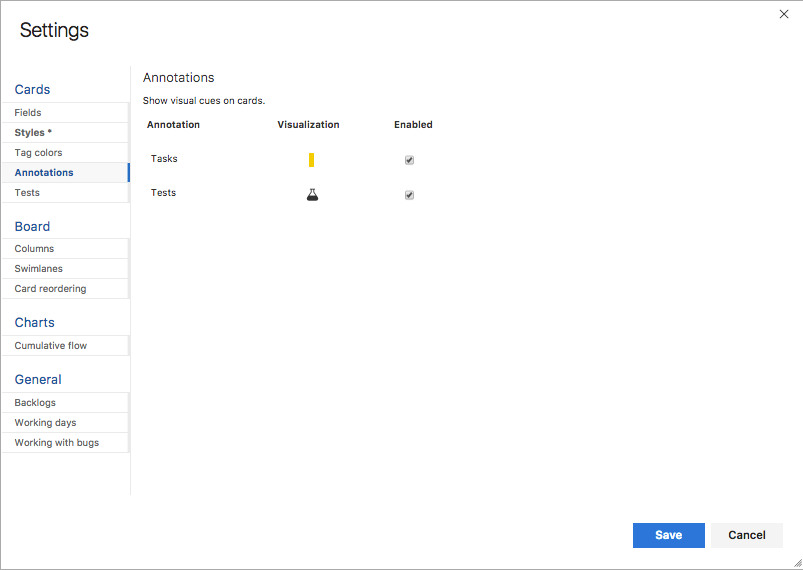 Settings
Cards
Fields
Styles *
Tag colors
Annotations
Tests
Board
Columns
Swimlanes
Card reordering
Charts
Cumulative flow
General
Backlogs
Working days
Working with bugs
Annotations
Show visual cues on cards.
Annotation Visualization Enabled
Tasks
Tests
Save Cancel